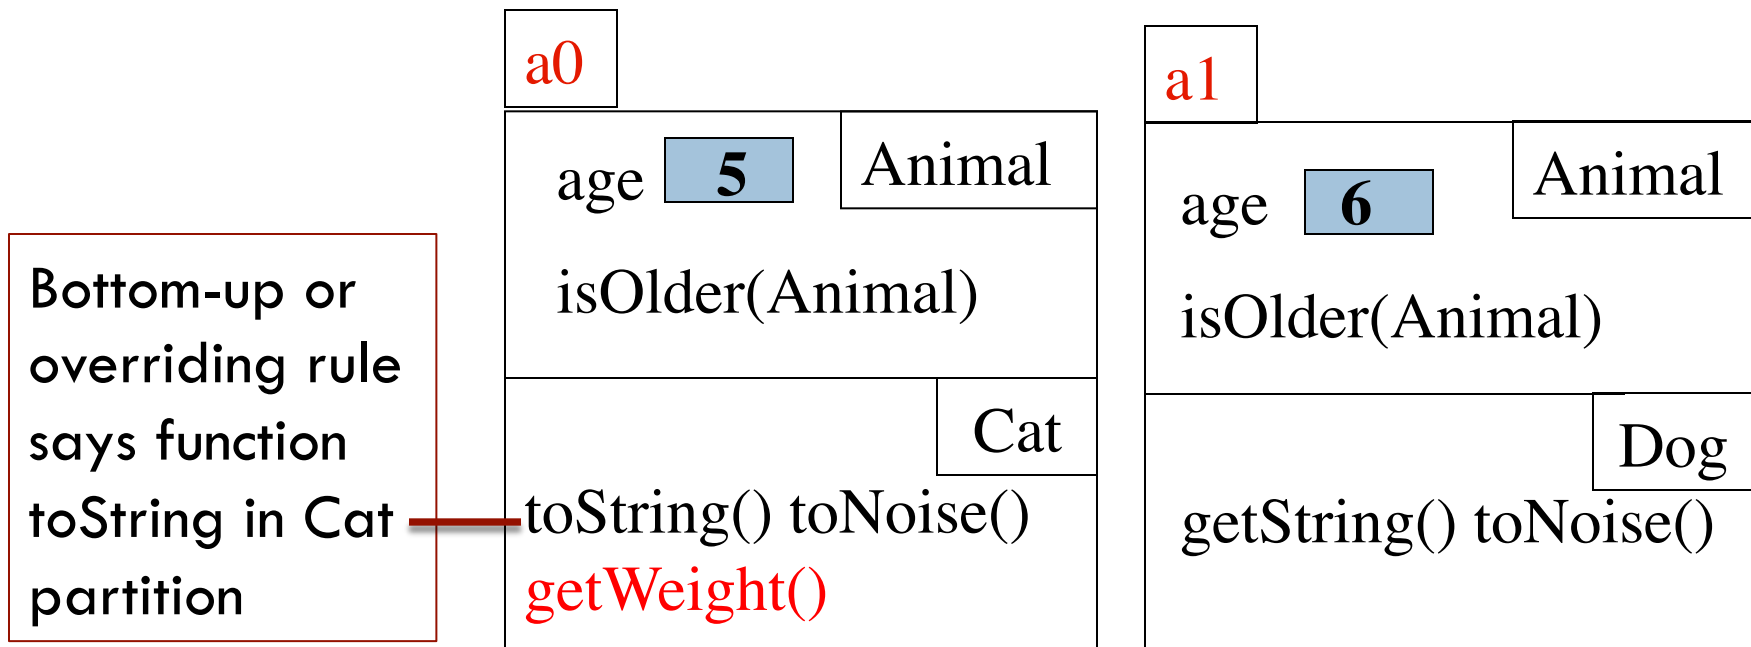 Bottom-up or
overriding rule
says function
toString in Cat
partition
a0
age 5 Animal
isOlder(Animal)
Cat
toString() toNoise()
getWeight()
a1
age 6 Animal
isOlder(Animal)
Dog
getString() toNoise()